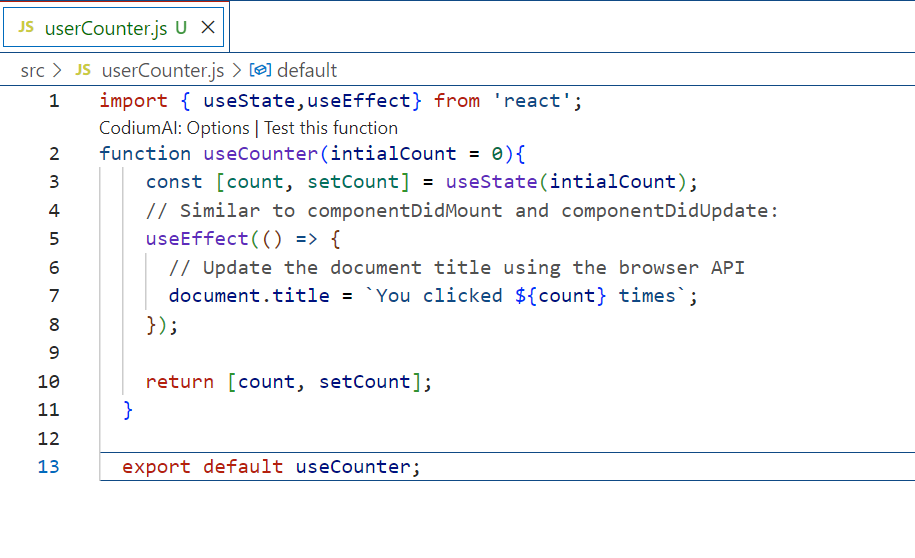 JS userCounter.js U ×
src > JS userCounter.js > default
1 import { useState,useEffect} from 'react';
CodiumAI: Options | Test this function
2 function useCounter(intialCount = 0){
3 const [count, setCount] = useState(intialCount);
4 // Similar to componentDidMount and componentDidUpdate:
5 useEffect(() => {
6 // Update the document title using the browser API
7 document.title = `You clicked ${count} times`;
8 });
9
10 return [count, setCount];
11 }
12
13 export default useCounter;